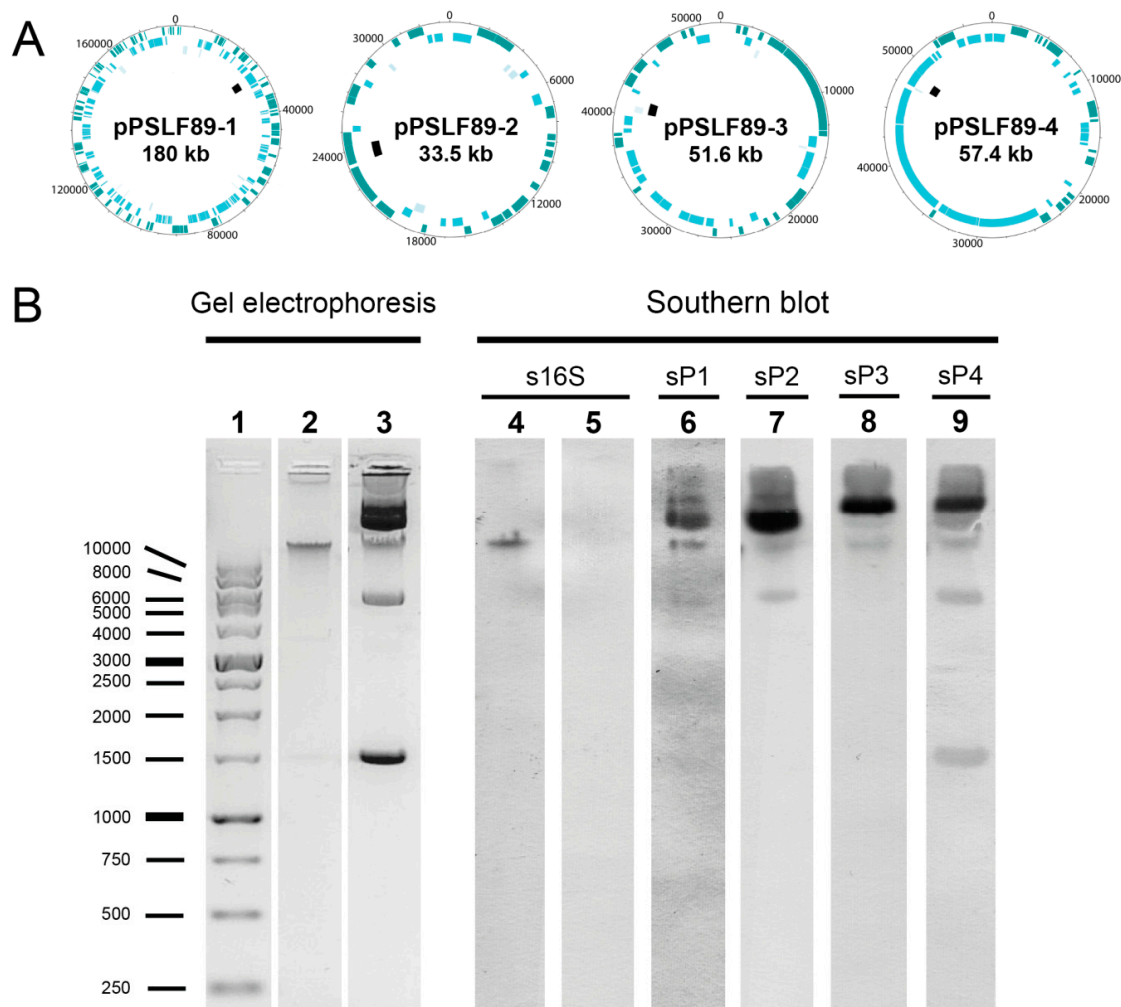 A
0
160000
40000
120000
80000
pPSLF89-1
180 kb
0
30000
6000
24000
12000
18000
pPSLF89-2
33.5 kb
0
50000
10000
40000
20000
30000
pPSLF89-3
51.6 kb
0
50000
10000
40000
20000
30000
pPSLF89-4
57.4 kb
B
Gel electrophoresis
Southern blot
s16S
sP1
sP2
sP3
sP4
1 2 3 4 5 6 7 8 9
10000
8000
6000
5000
4000
3000
2500
2000
1500
1000
750
500
250